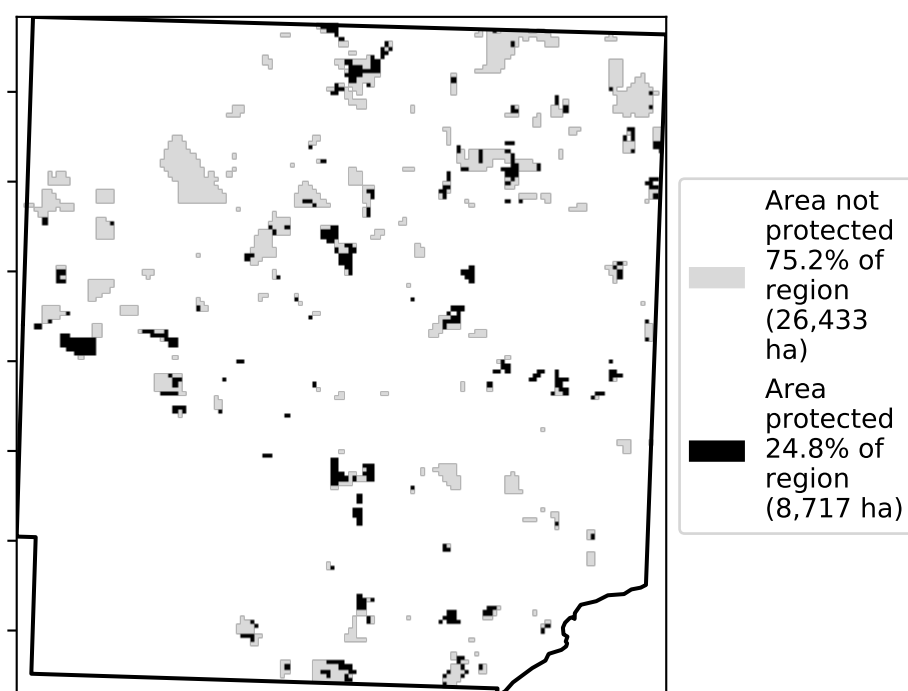 Area not
protected
75.2% of
region
(26,433
ha)
Area
protected
24.8% of
region
(8,717 ha)